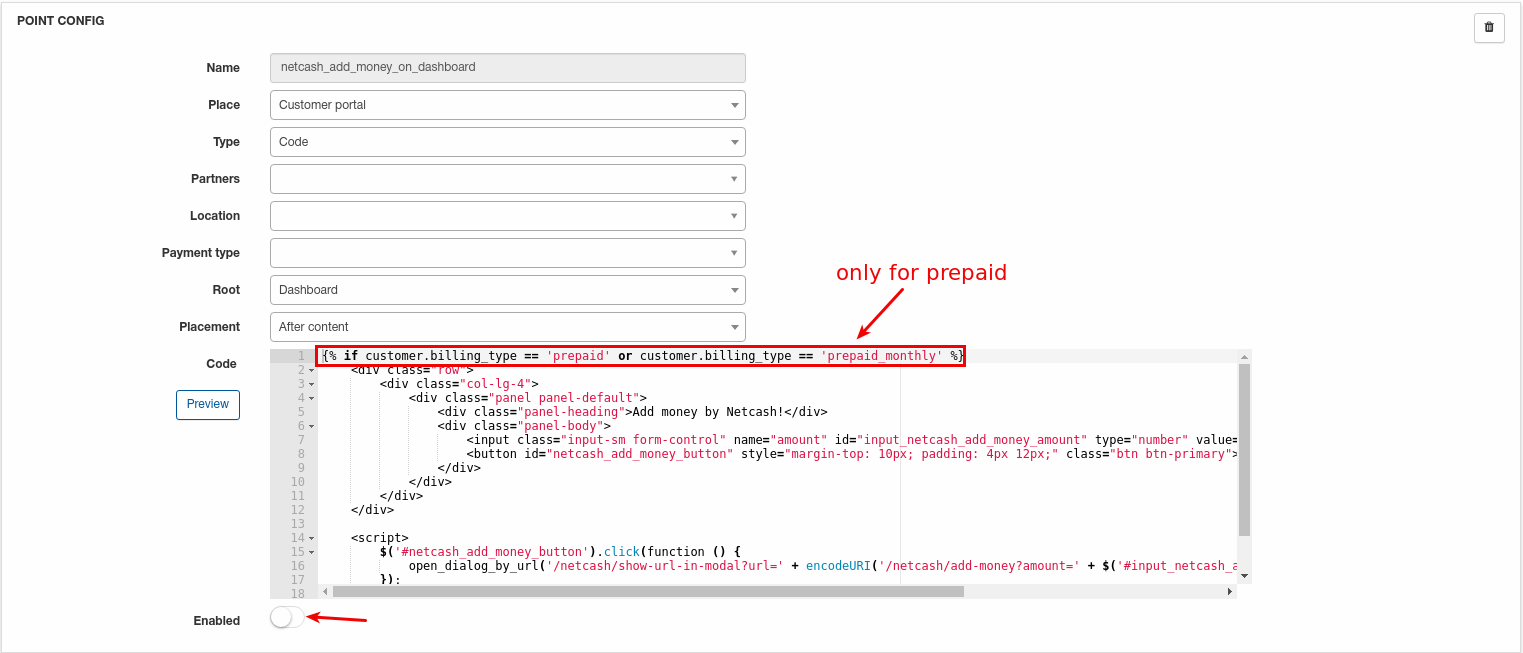 POINT CONFIG
Name netcash_add_money_on_dashboard
Place Customer portal
Type Code
Partners
Location
Payment type
only for prepaid
Root Dashboard
Placement After content
Code
Preview
1 {% if customer.billing_type == 'prepaid' or customer.billing_type == 'prepaid_monthly' %}
2 <div class="row">
3 <div class="col-lg-4">
4 <div class="panel panel-default">
5 <div class="panel-heading">Add money by Netcash!</div>
6 <div class="panel-body">
7 <input class="input-sm form-control" name="amount" id="input_netcash_add_money_amount" type="number" value=
8 <button id="netcash_add_money_button" style="margin-top: 10px; padding: 4px 12px;" class="btn btn-primary">
9 </div>
10 </div>
11 </div>
12 </div>
13
14 <script>
15 $('#netcash_add_money_button').click(function () {
16 open_dialog_by_url('/netcash/show-url-in-modal?url=' + encodeURI('/netcash/add-money?amount=' + $('#input_netcash_a
17 });
18
Enabled